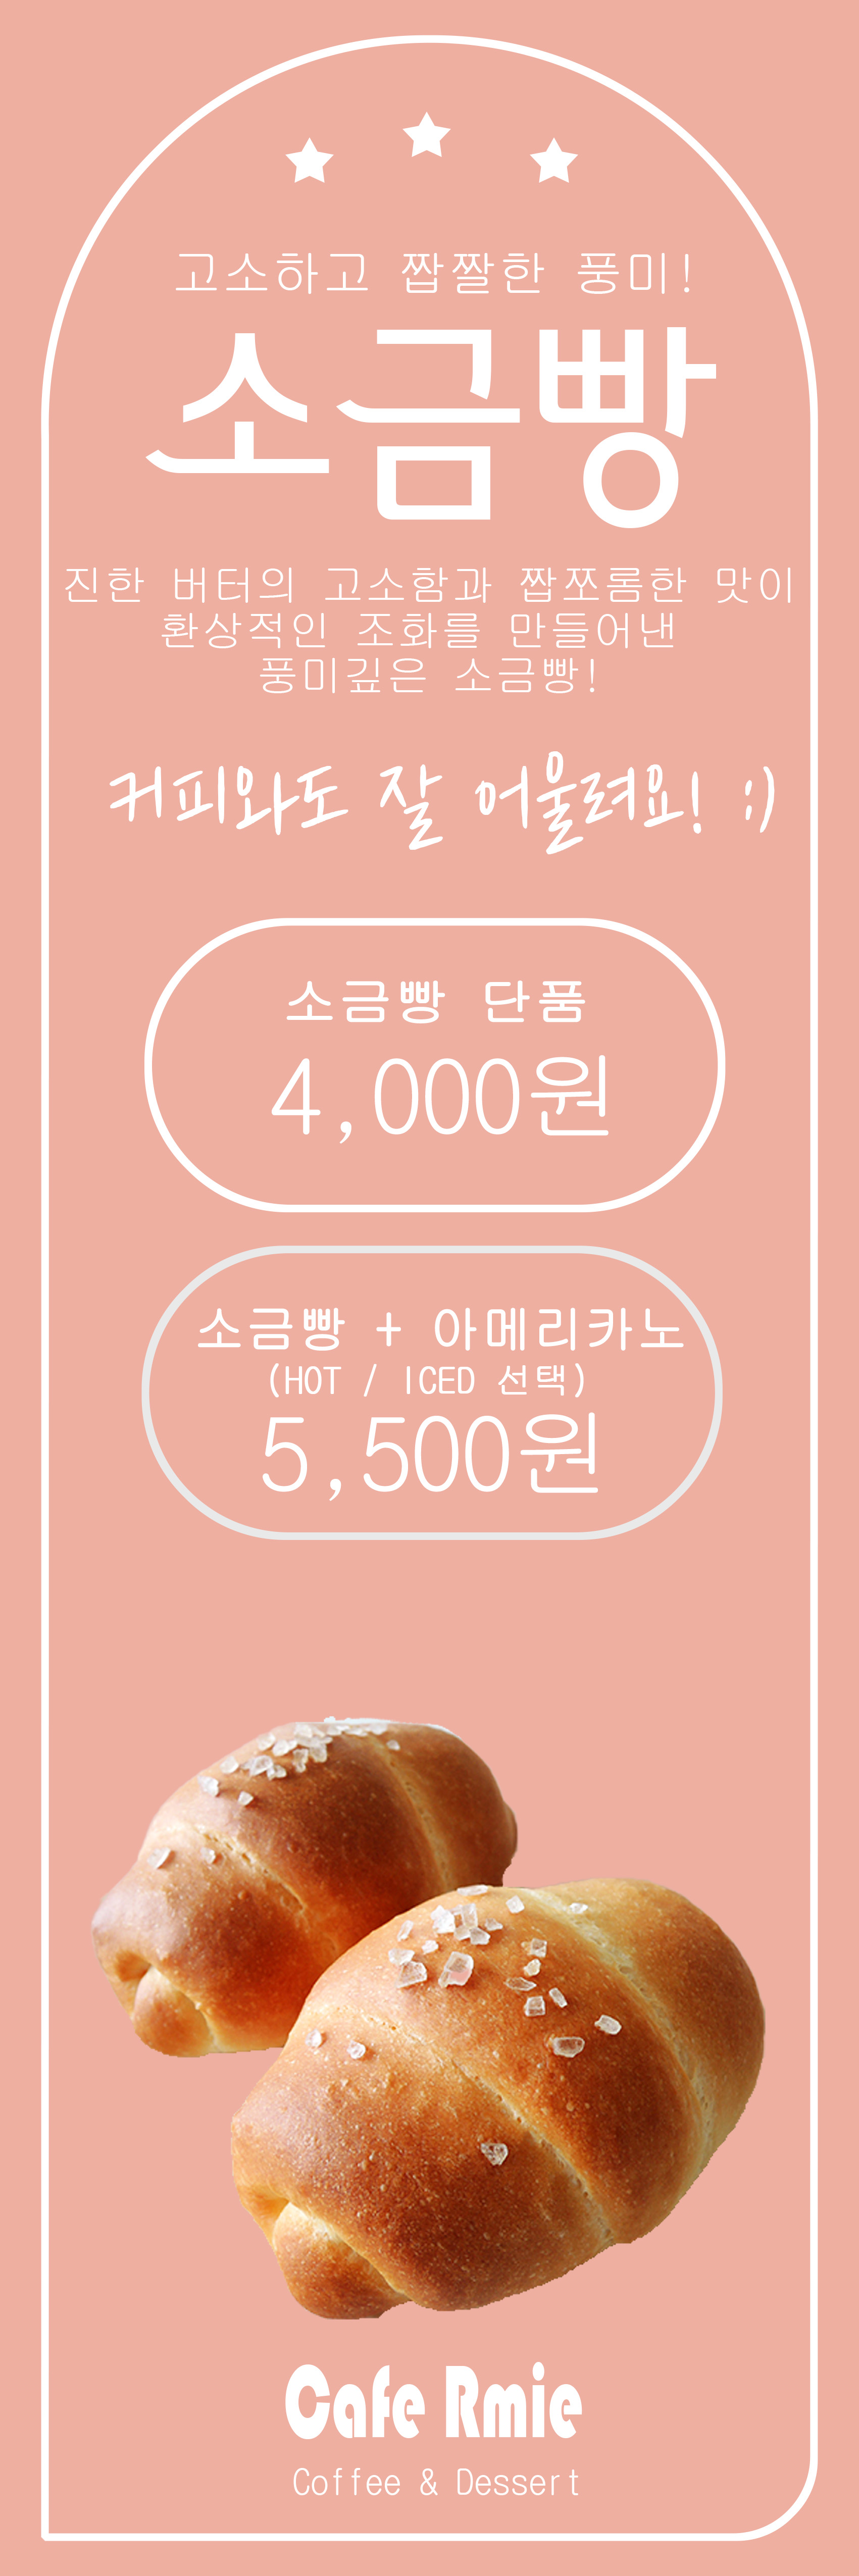 고소하고 짭짤한 풍미!
소금빵
진한 버터의 고소함과 짭쪼롬한 맛이
환상적인 조화를 만들어낸
풍미깊은 소금빵!
커피와도 잘 어울려요! :)
소금빵 단품
4,000원
소금빵 + 아메리카노
(HOT / ICED 선택)
5,500원
Cafe Rmie
Coffee & Dessert